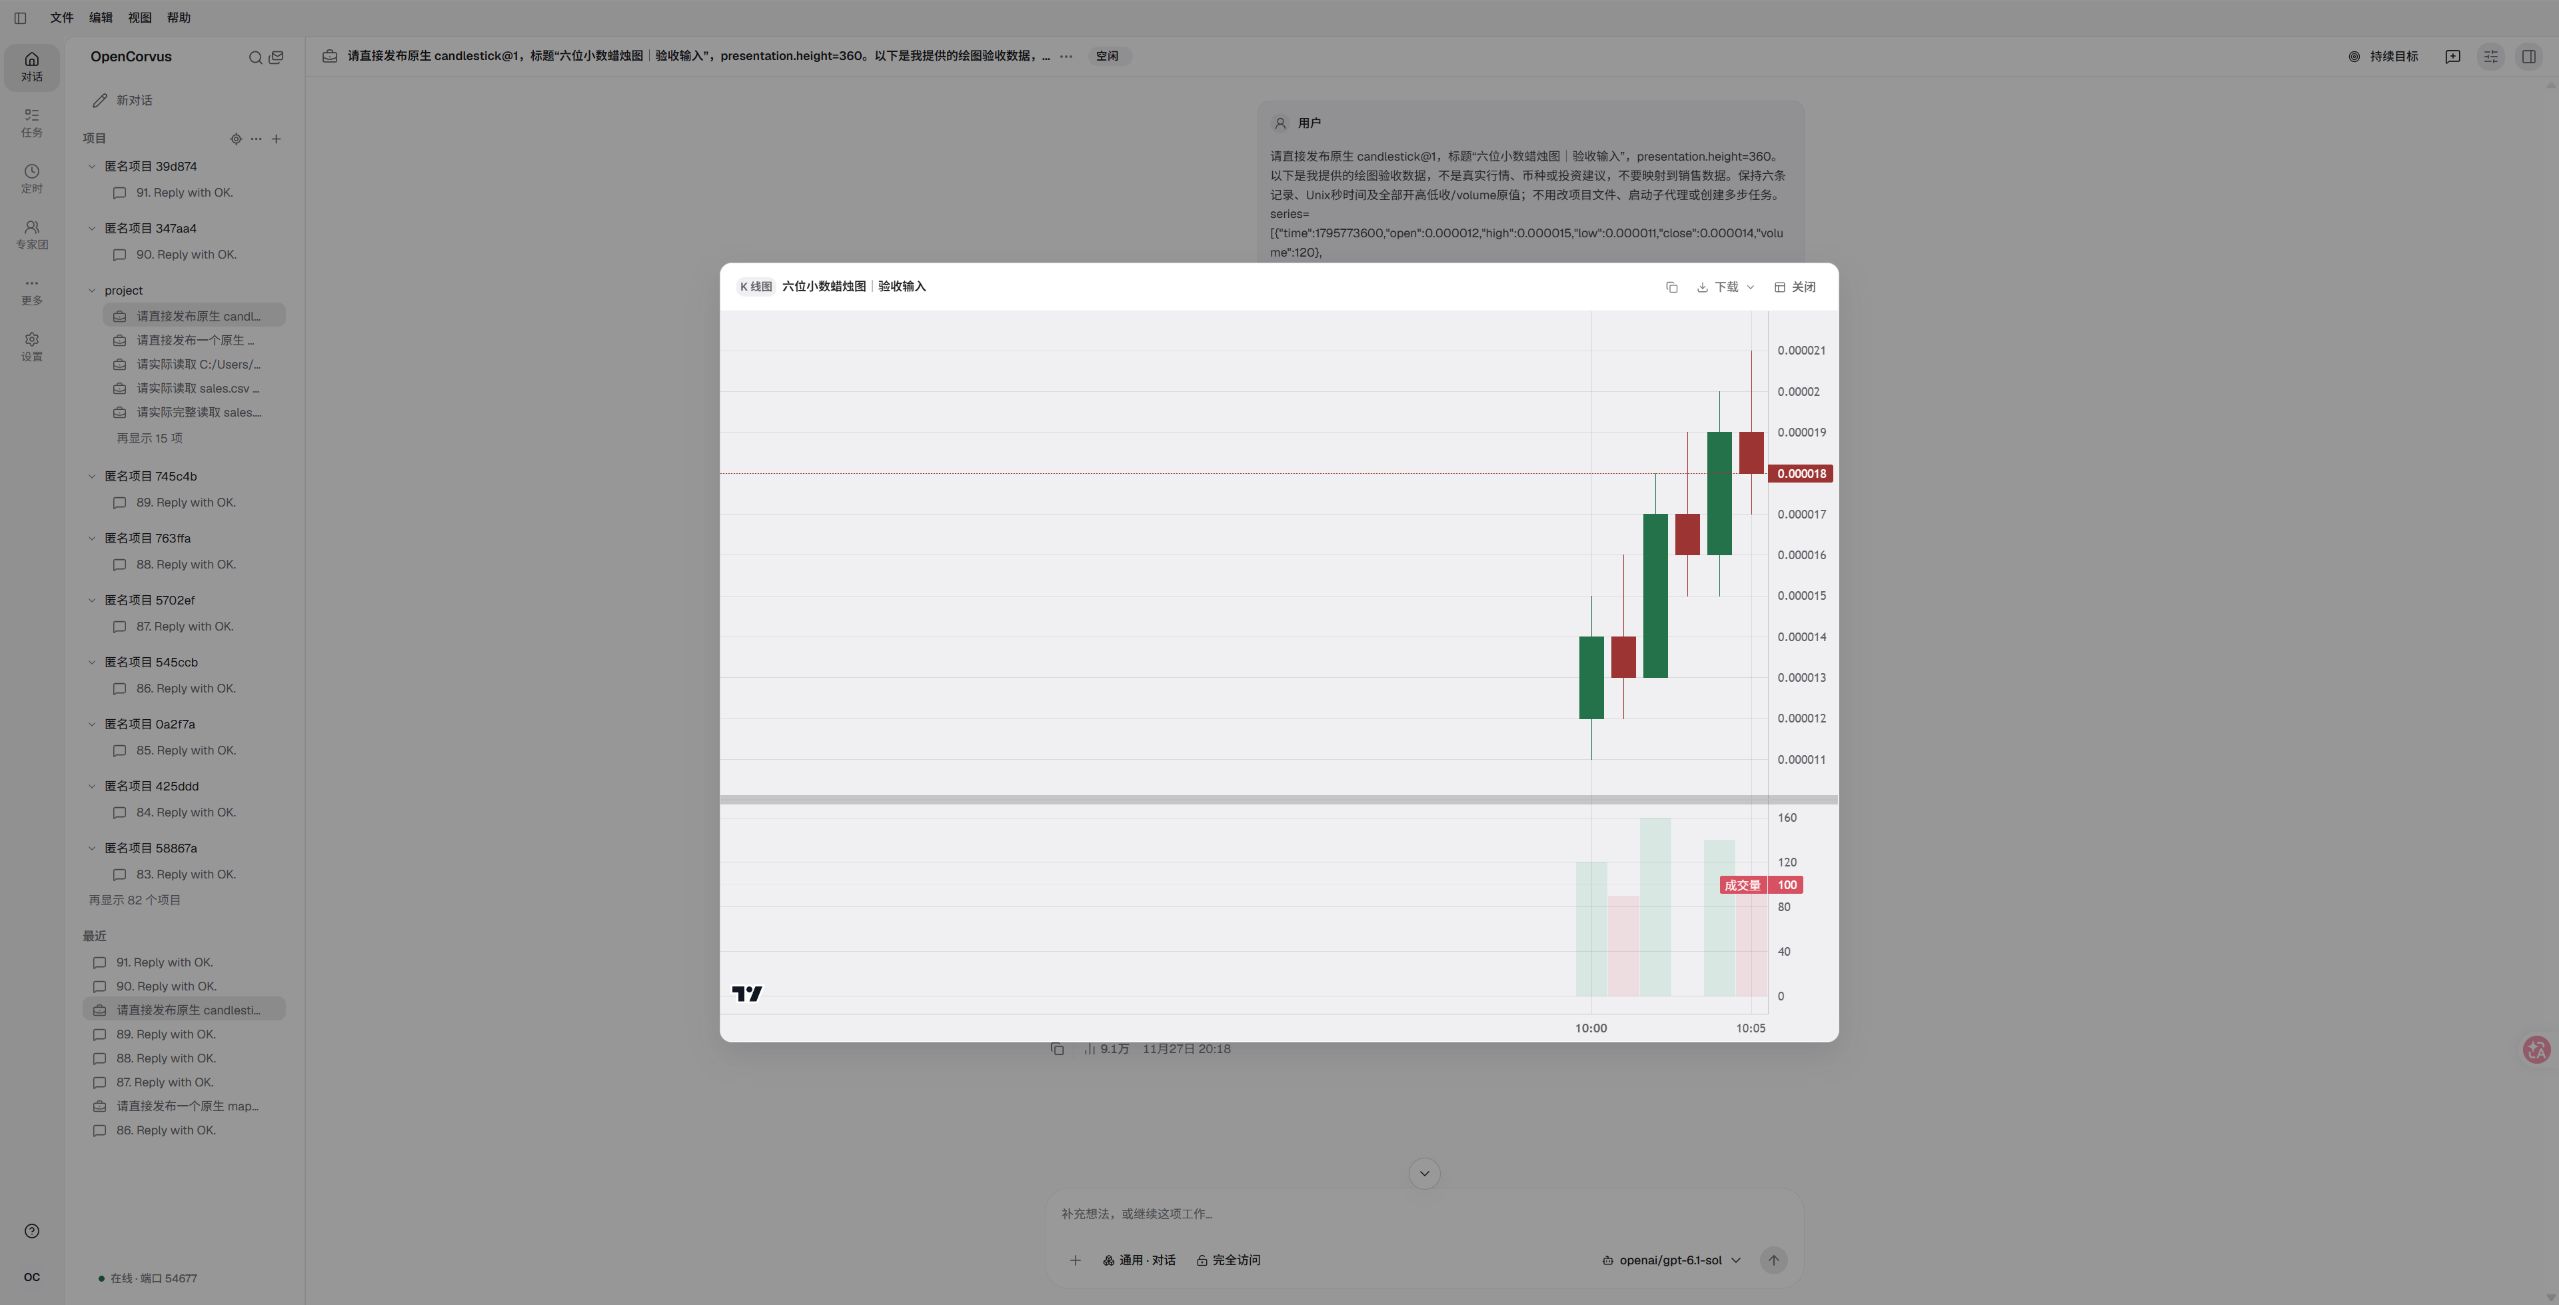 文件 编辑 视图 帮助
对话
任务
定时
专家团
更多
设置
OC
OpenCorvus
新对话
项目
匿名项目 39d874
91. Reply with OK.
匿名项目 347aa4
90. Reply with OK.
project
请直接发布原生 candl...
请直接发布一个原生 ...
请实际读取 C:/Users/...
请实际读取 sales.csv ...
请实际完整读取 sales....
再显示 15 项
匿名项目 745c4b
89. Reply with OK.
匿名项目 763ffa
88. Reply with OK.
匿名项目 5702ef
87. Reply with OK.
匿名项目 545ccb
86. Reply with OK.
匿名项目 0a2f7a
85. Reply with OK.
匿名项目 425ddd
84. Reply with OK.
匿名项目 58867a
83. Reply with OK.
再显示 82 个项目
最近
91. Reply with OK.
90. Reply with OK.
请直接发布原生 candlesti...
89. Reply with OK.
88. Reply with OK.
87. Reply with OK.
请直接发布一个原生 map...
86. Reply with OK.
在线 · 端口 54677
请直接发布原生 candlestick@1，标题“六位小数蜡烛图｜验收输入”，presentation.height=360。以下是我提供的绘图验收数据，... 空闲
持续目标
用户
请直接发布原生 candlestick@1，标题“六位小数蜡烛图｜验收输入”，presentation.height=360。
以下是我提供的绘图验收数据，不是真实行情、币种或投资建议，不要映射到销售数据。保持六条
记录、Unix秒时间及全部开高低收/volume原值；不用改项目文件、启动子代理或创建多步任务。
series=
[{"time":1795773600,"open":0.000012,"high":0.000015,"low":0.000011,"close":0.000014,"volu
me":120},
K 线图 六位小数蜡烛图｜验收输入 下载 关闭
0.000021
0.00002
0.000019
0.000018
0.000017
0.000016
0.000015
0.000014
0.000013
0.000012
0.000011
160
120
成交量 100
80
40
0
10:00 10:05
9.1万 11月27日 20:18
补充想法，或继续这项工作...
通用 · 对话 完全访问 openai/gpt-6.1-sol